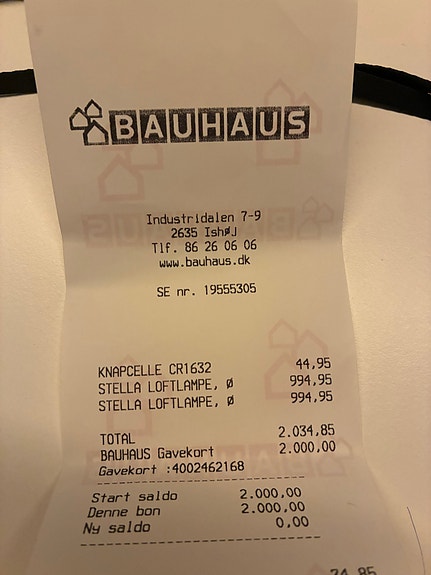 BAUHAUS
Industridalen 7-9
2635 IshØJ
Tlf. 86 26 06 06
www.bauhaus.dk
SE nr. 19555305
KNAPCELLE CR1632 44,95
STELLA LOFTLAMPE, Ø 994,95
STELLA LOFTLAMPE, Ø 994,95
TOTAL 2.034,85
BAUHAUS Gavekort 2.000,00
Gavekort :4002462168
Start saldo 2.000,00
Denne bon 2.000,00
Ny saldo 0,00